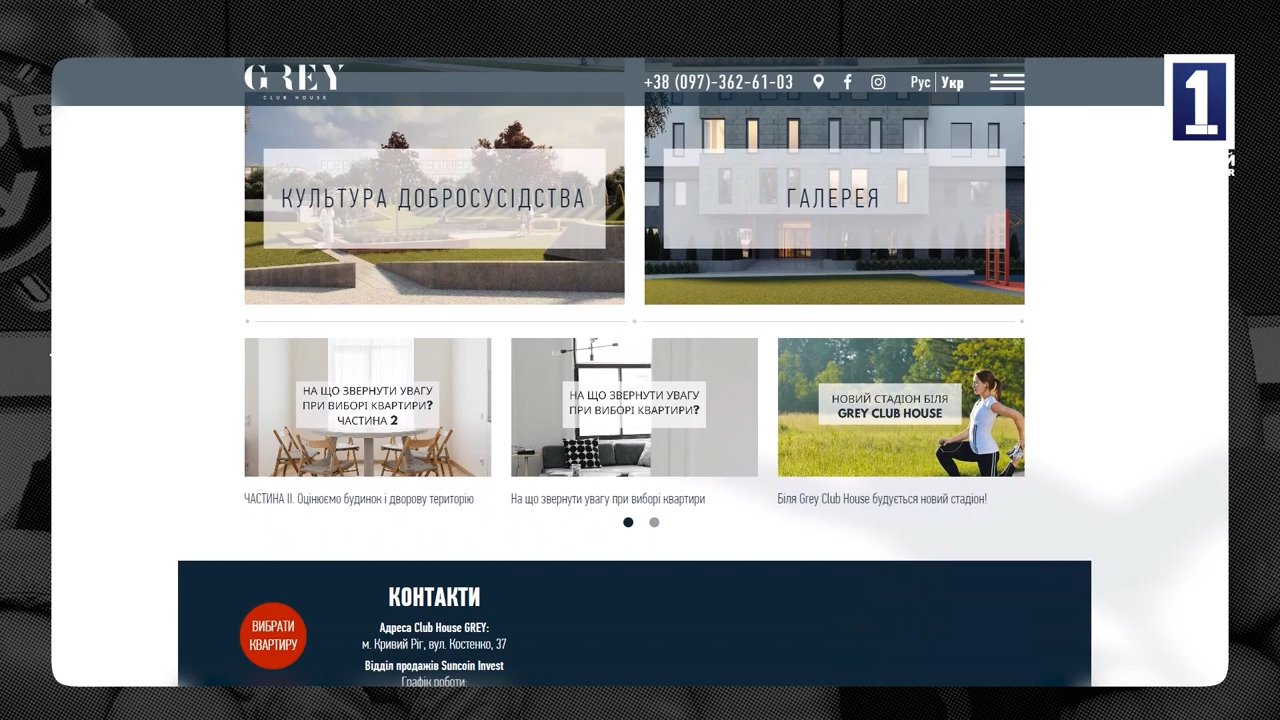 GREY
CLUB HOUSE
+38 (097)-362-61-03
Рус | Укр
1
КУЛЬТУРА ДОБРОСУСІДСТВА
ГАЛЕРЕЯ
НА ЩО ЗВЕРНУТИ УВАГУ
ПРИ ВИБОРІ КВАРТИРИ?
ЧАСТИНА 2
НА ЩО ЗВЕРНУТИ УВАГУ
ПРИ ВИБОРІ КВАРТИРИ?
НОВИЙ СТАДІОН БІЛЯ
GREY CLUB HOUSE
ЧАСТИНА II. Оцінюємо будинок і дворову територію
На що звернути увагу при виборі квартири
Біля Grey Club House будується новий стадіон!
ВИБРАТИ
КВАРТИРУ
КОНТАКТИ
Адреса Club House GREY:
м. Кривий Ріг, вул. Костенко, 37
Відділ продажів Suncoin Invest
Графік роботи: